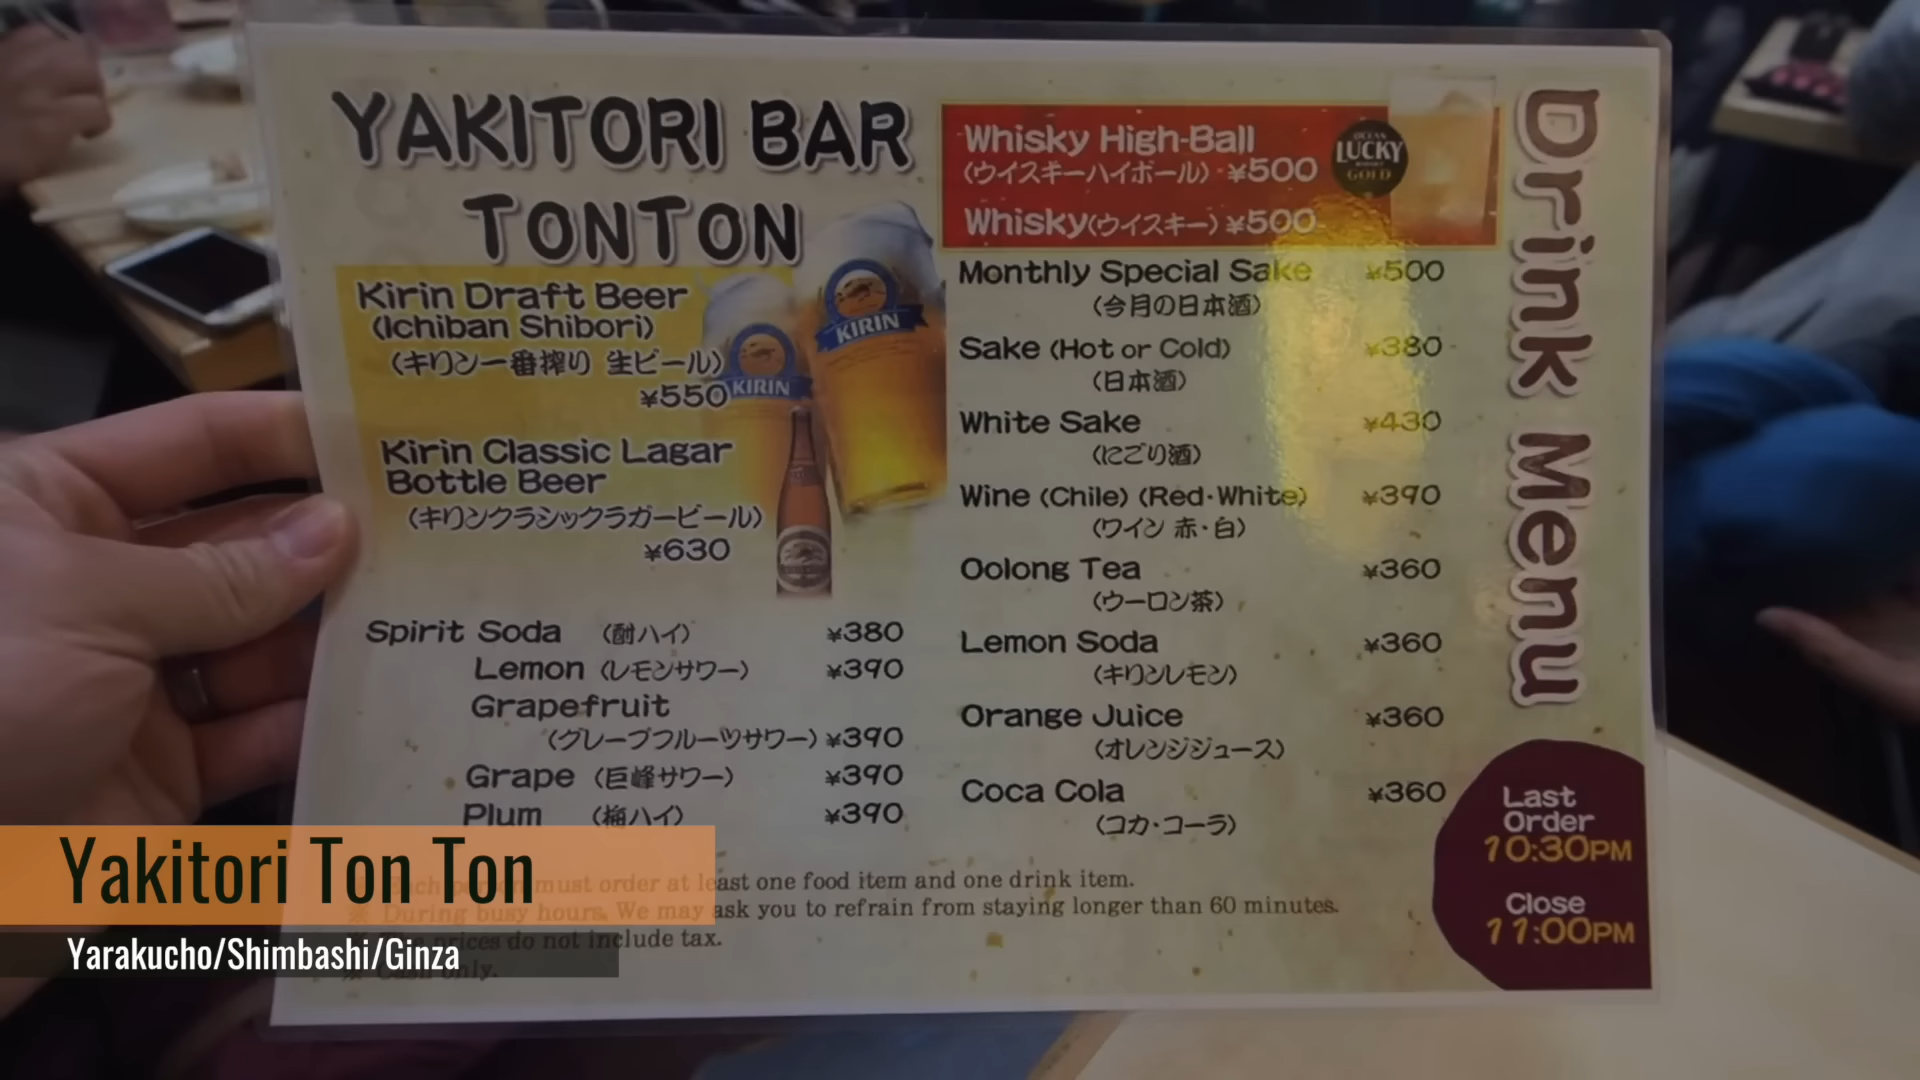 YAKITORI BAR
TONTON
Kirin Draft Beer
(Ichiban Shibori)
(キリン一番搾り 生ビール)
¥550
KIRIN
KIRIN
Kirin Classic Lagar
Bottle Beer
(キリンクラシックラガービール)
¥630
Spirit Soda (酎ハイ) ¥380
Lemon (レモンサワー) ¥390
Grapefruit
(グレープフルーツサワー) ¥390
Grape (巨峰サワー) ¥390
Plum (梅ハイ) ¥390
Whisky High-Ball
(ウイスキーハイボール) ¥500
OCEAN
LUCKY
GOLD
Whisky(ウイスキー) ¥500
Monthly Special Sake ¥500
(今月の日本酒)
Sake (Hot or Cold) ¥380
(日本酒)
White Sake ¥430
(にごり酒)
Wine (Chile) (Red・White) ¥390
(ワイン 赤・白)
Oolong Tea ¥360
(ウーロン茶)
Lemon Soda ¥360
(キリンレモン)
Orange Juice ¥360
(オレンジジュース)
Coca Cola ¥360
(コカ・コーラ)
Drink Menu
Last
Order
10:30PM
Close
11:00PM
※ Each person must order at least one food item and one drink item.
※ During busy hours. We may ask you to refrain from staying longer than 60 minutes.
※ The prices do not include tax.
※ Cash only.
Yakitori Ton Ton
Yarakucho/Shimbashi/Ginza